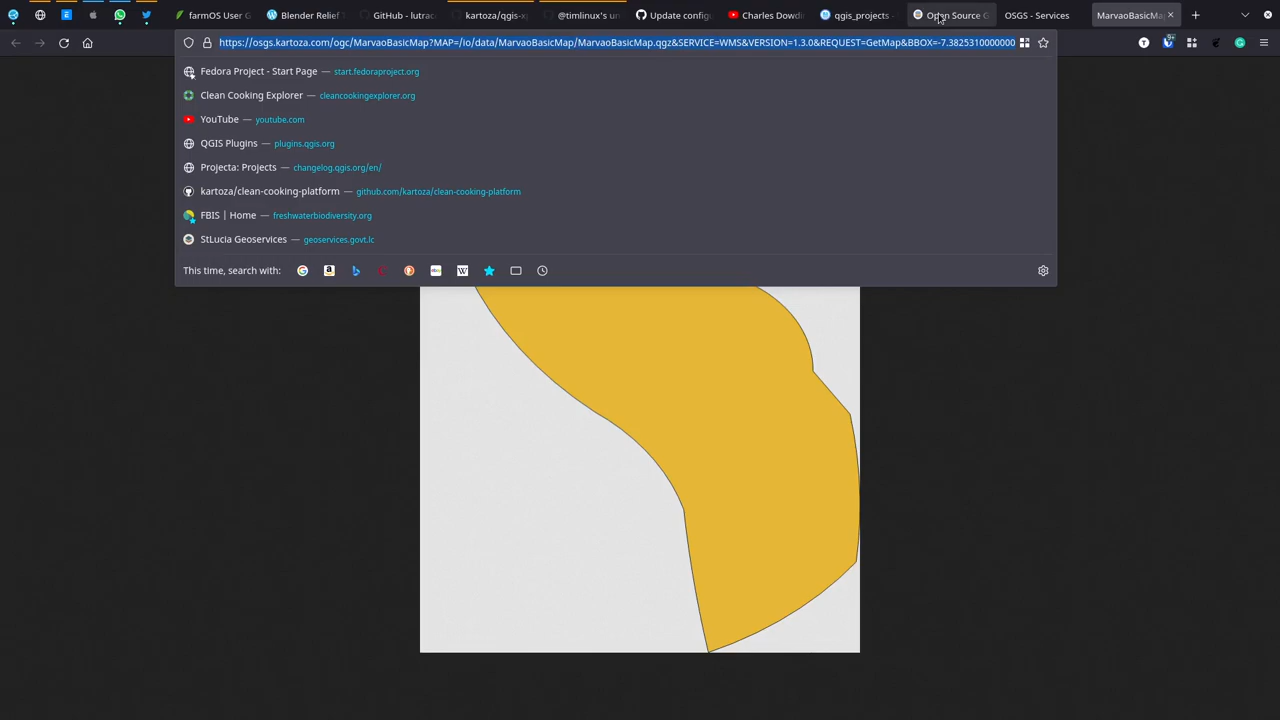 farmOS User G
Blender Relief
GitHub - lutrac
kartoza/qgis-x
@timlinux's un
Update config
Charles Dowdi
qgis_projects -
Open Source G
OSGS - Services
MarvaoBasicMa
https://osgs.kartoza.com/ogc/MarvaoBasicMap?MAP=/io/data/MarvaoBasicMap/MarvaoBasicMap.qgz&SERVICE=WMS&VERSION=1.3.0&REQUEST=GetMap&BBOX=-7.3825310000000
Fedora Project - Start Page — start.fedoraproject.org
Clean Cooking Explorer — cleancookingexplorer.org
YouTube — youtube.com
QGIS Plugins — plugins.qgis.org
Projecta: Projects — changelog.qgis.org/en/
kartoza/clean-cooking-platform — github.com/kartoza/clean-cooking-platform
FBIS | Home — freshwaterbiodiversity.org
StLucia Geoservices — geoservices.govt.lc
This time, search with: